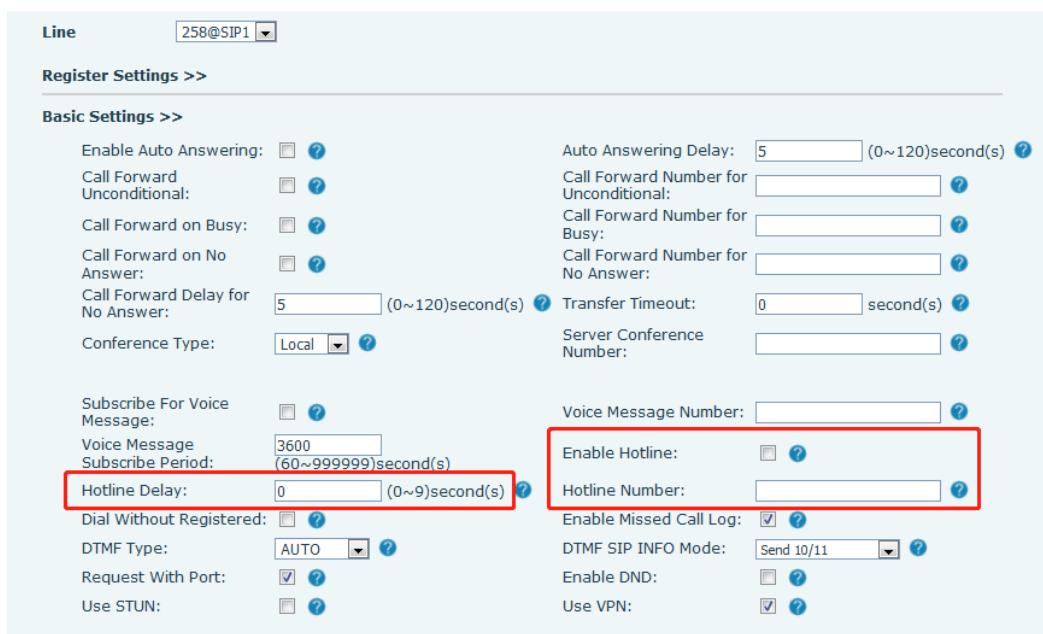 Line 258@SIP1
Register Settings >>
Basic Settings >>
Enable Auto Answering: ? Auto Answering Delay: 5 (0~120)second(s) ?
Call Forward
Unconditional: ?
Call Forward Number for
Unconditional: ?
Call Forward on Busy: ?
Call Forward Number for
Busy: ?
Call Forward on No
Answer: ?
Call Forward Number for
No Answer: ?
Call Forward Delay for
No Answer: 5 (0~120)second(s) ?
Transfer Timeout: 0 second(s) ?
Conference Type: Local ?
Server Conference
Number: ?
Subscribe For Voice
Message: ?
Voice Message Number: ?
Voice Message
Subscribe Period:
3600
(60~999999)second(s)
Enable Hotline: ?
Hotline Delay: 0 (0~9)second(s) ? Hotline Number: ?
Dial Without Registered: ? Enable Missed Call Log: ?
DTMF Type: AUTO ? DTMF SIP INFO Mode: Send 10/11 ?
Request With Port: ? Enable DND: ?
Use STUN: ? Use VPN: ?